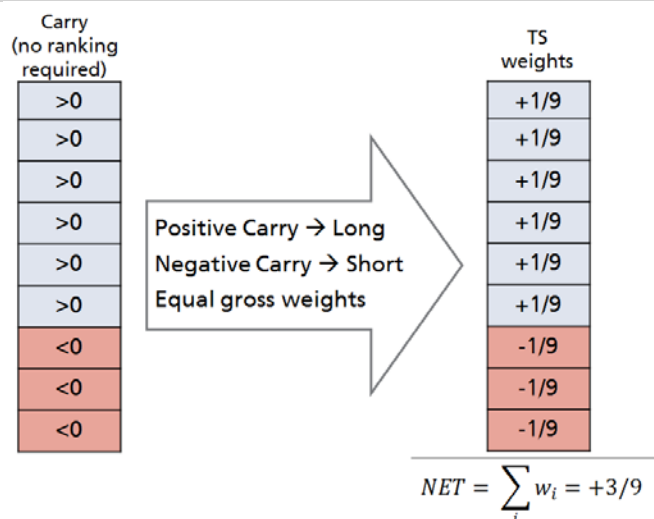 Carry
(no ranking
required)
>0
>0
>0
>0
>0
>0
<0
<0
<0
Positive Carry → Long
Negative Carry → Short
Equal gross weights
TS
weights
+1/9
+1/9
+1/9
+1/9
+1/9
+1/9
-1/9
-1/9
-1/9
NET = ∑ w_i = +3/9